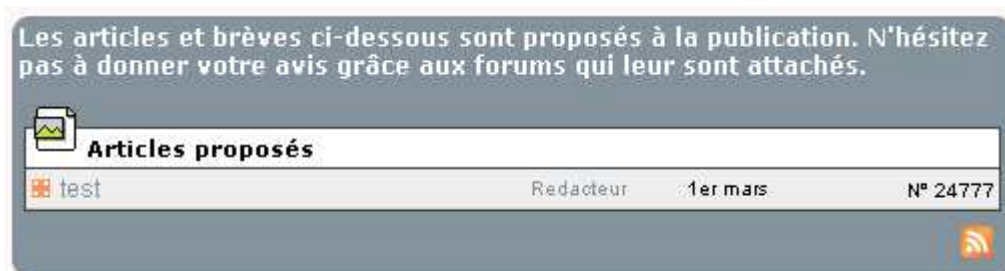 Les articles et brèves ci-dessous sont proposés à la publication. N'hésitez
pas à donner votre avis grâce aux forums qui leur sont attachés.
Articles proposés
test Redacteur 1er mars N° 24777